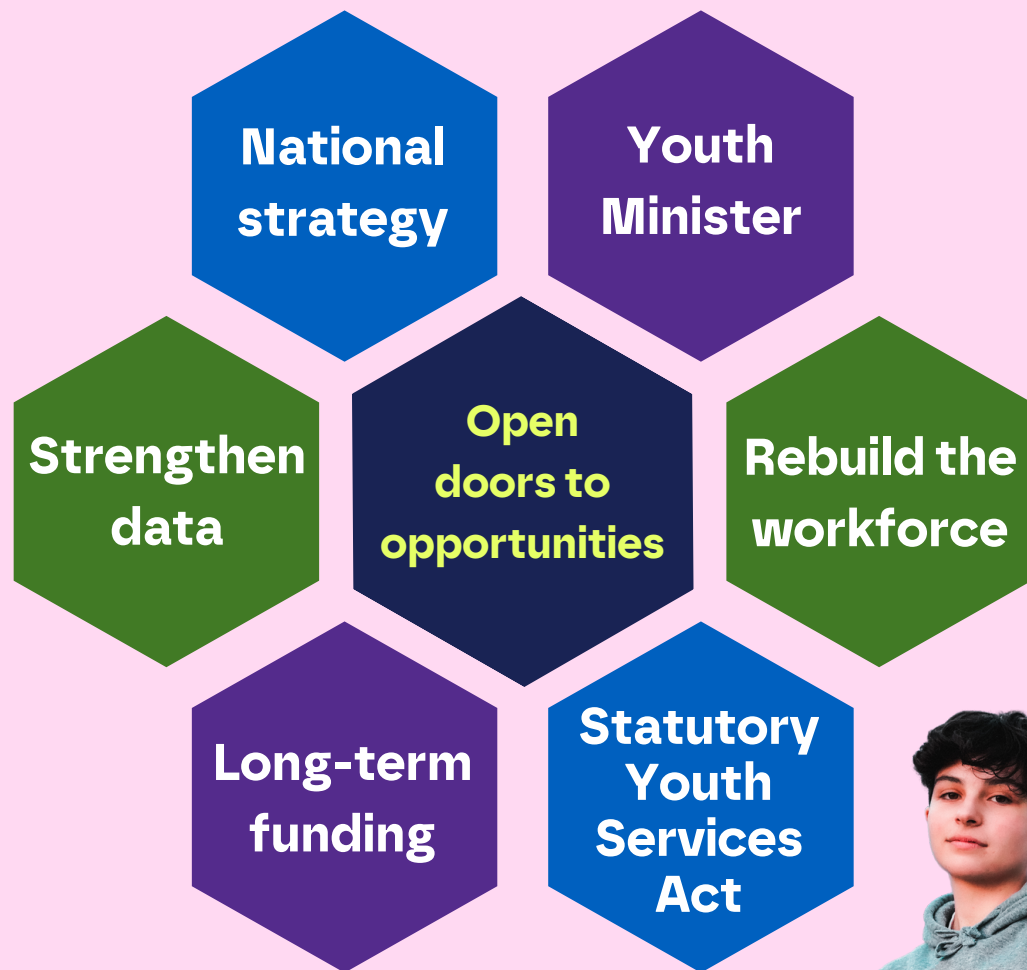 National
strategy
Youth
Minister
Strengthen
data
Open
doors to
opportunities
Rebuild the
workforce
Long-term
funding
Statutory
Youth
Services
Act